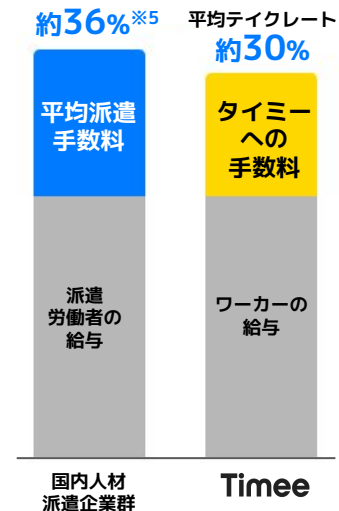 約36%※5
平均派遣
手数料
派遣
労働者の
給与
国内人材
派遣企業群
平均テイクレート
約30%
タイミー
への
手数料
ワーカーの
給与
Timee